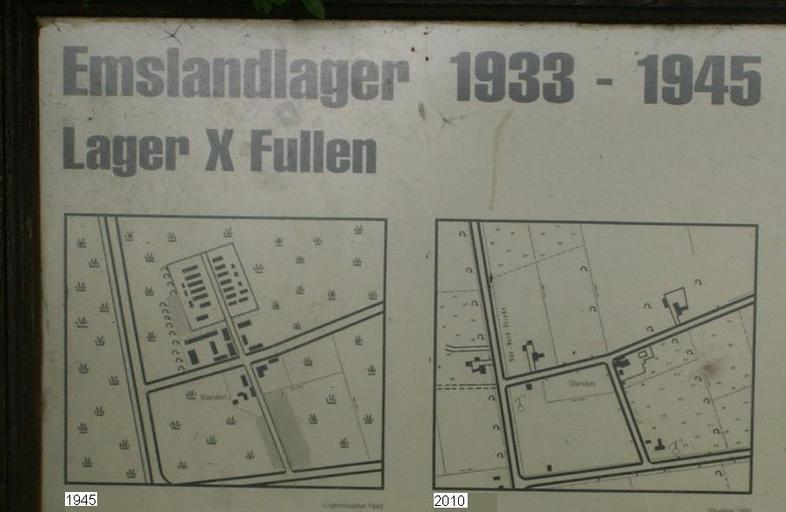 Emslandlager 1933 - 1945
Lager X Fullen
Standort
Standort
1945
2010